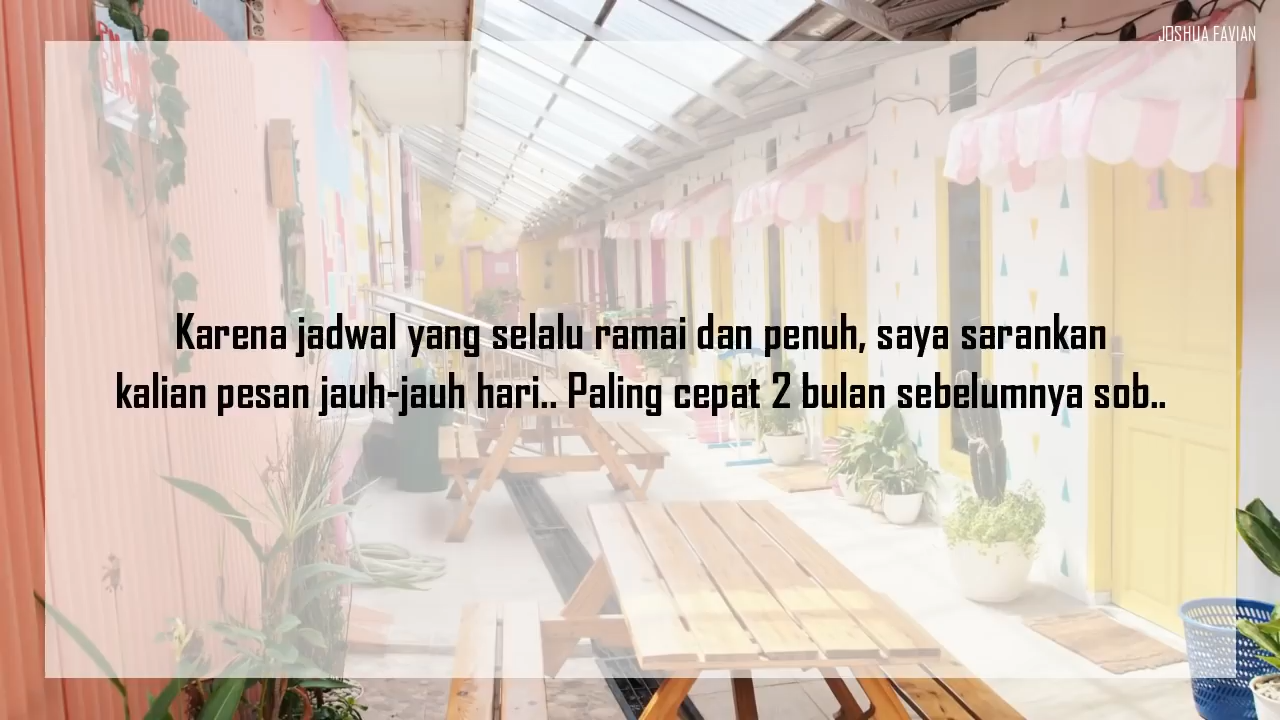 JOSHUA FAVIAN
Karena jadwal yang selalu ramai dan penuh, saya sarankan
kalian pesan jauh-jauh hari.. Paling cepat 2 bulan sebelumnya sob..